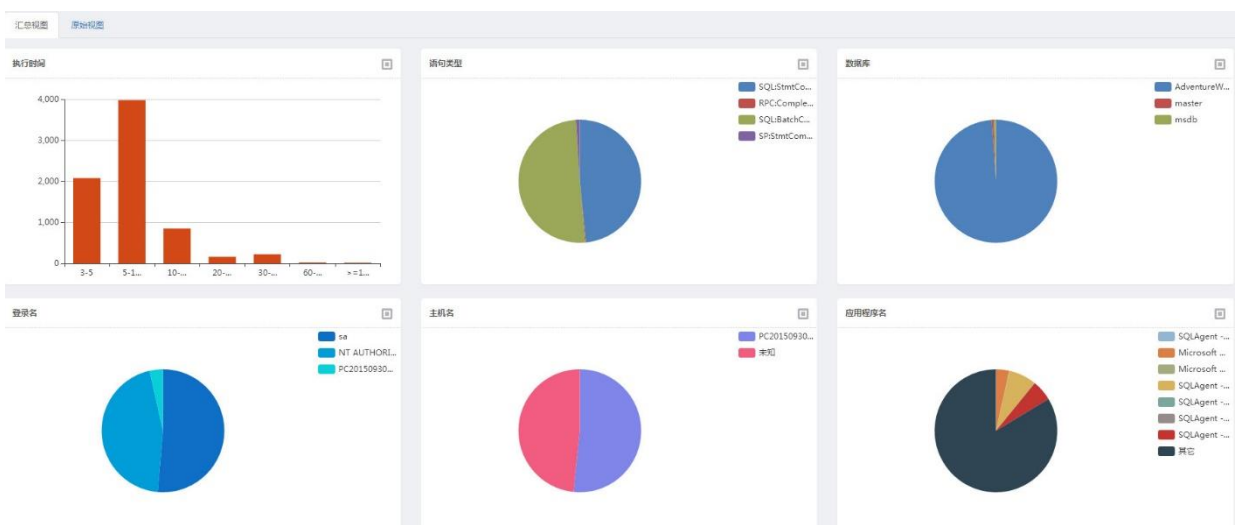 汇总视图 原始视图
执行时间
4,000
3,000
2,000
1,000
0
3-5 5-1... 10-... 20-... 30-... 60-... >=1...
语句类型
SQL:StmtCo...
RPC:Comple...
SQL:BatchC...
SP:StmtCom...
数据库
AdventureW...
master
msdb
登录名
sa
NT AUTHORI...
PC20150930...
主机名
PC20150930...
未知
应用程序名
SQLAgent -...
Microsoft ...
Microsoft ...
SQLAgent -...
SQLAgent -...
SQLAgent -...
SQLAgent -...
其它